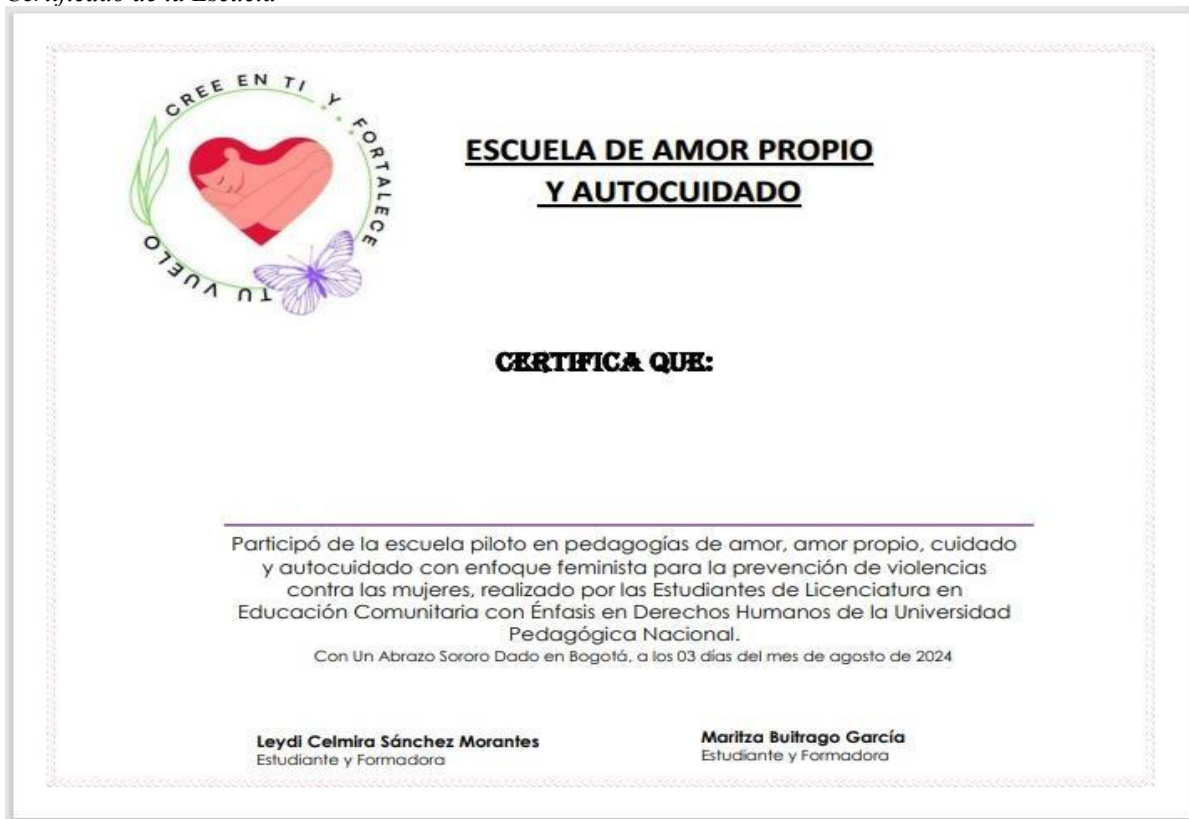 Certificado de la Escuela
CREE EN TI Y FORTALECE TU VUELO
ESCUELA DE AMOR PROPIO
Y AUTOCUIDADO
CERTIFICA QUE:
Participó de la escuela piloto en pedagogías de amor, amor propio, cuidado
y autocuidado con enfoque feminista para la prevención de violencias
contra las mujeres, realizado por las Estudiantes de Licenciatura en
Educación Comunitaria con Énfasis en Derechos Humanos de la Universidad
Pedagógica Nacional.
Con Un Abrazo Sororo Dado en Bogotá, a los 03 días del mes de agosto de 2024
Leydi Celmira Sánchez Morantes
Estudiante y Formadora
Maritza Buitrago García
Estudiante y Formadora